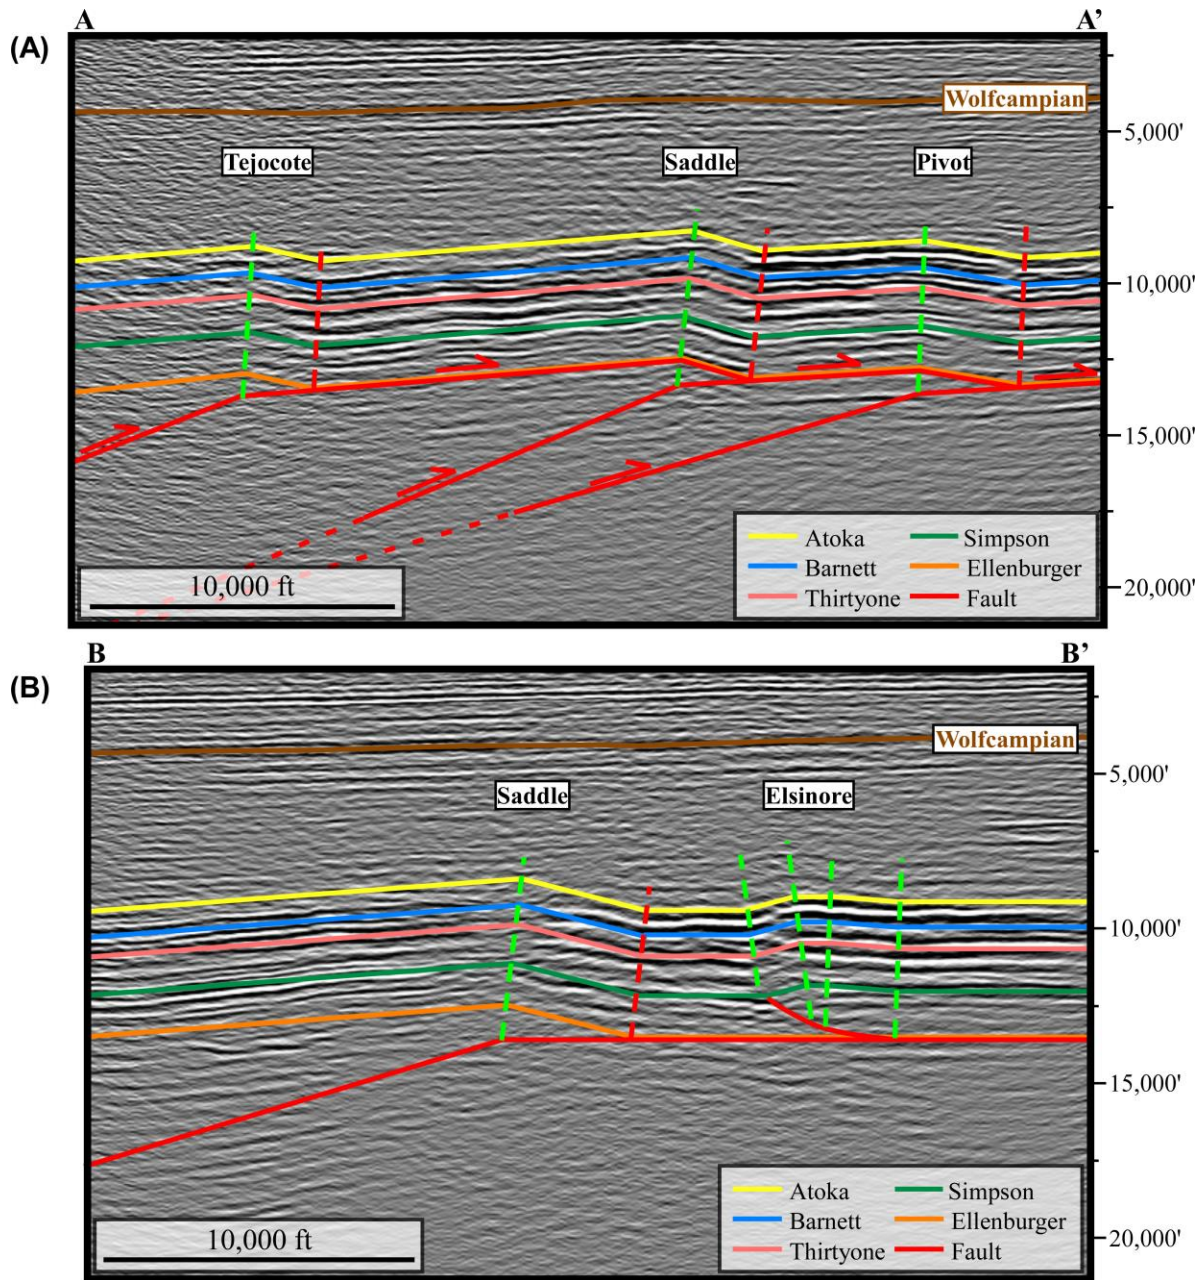 A A’
(A)
Wolfcampian
5,000'
Tejocote Saddle Pivot
10,000'
15,000'
Atoka Simpson
Barnett Ellenburger
Thirtyone Fault
10,000 ft
20,000'
B B’
(B)
Wolfcampian
5,000'
Saddle Elsinore
10,000'
15,000'
Atoka Simpson
Barnett Ellenburger
Thirtyone Fault
10,000 ft
20,000'